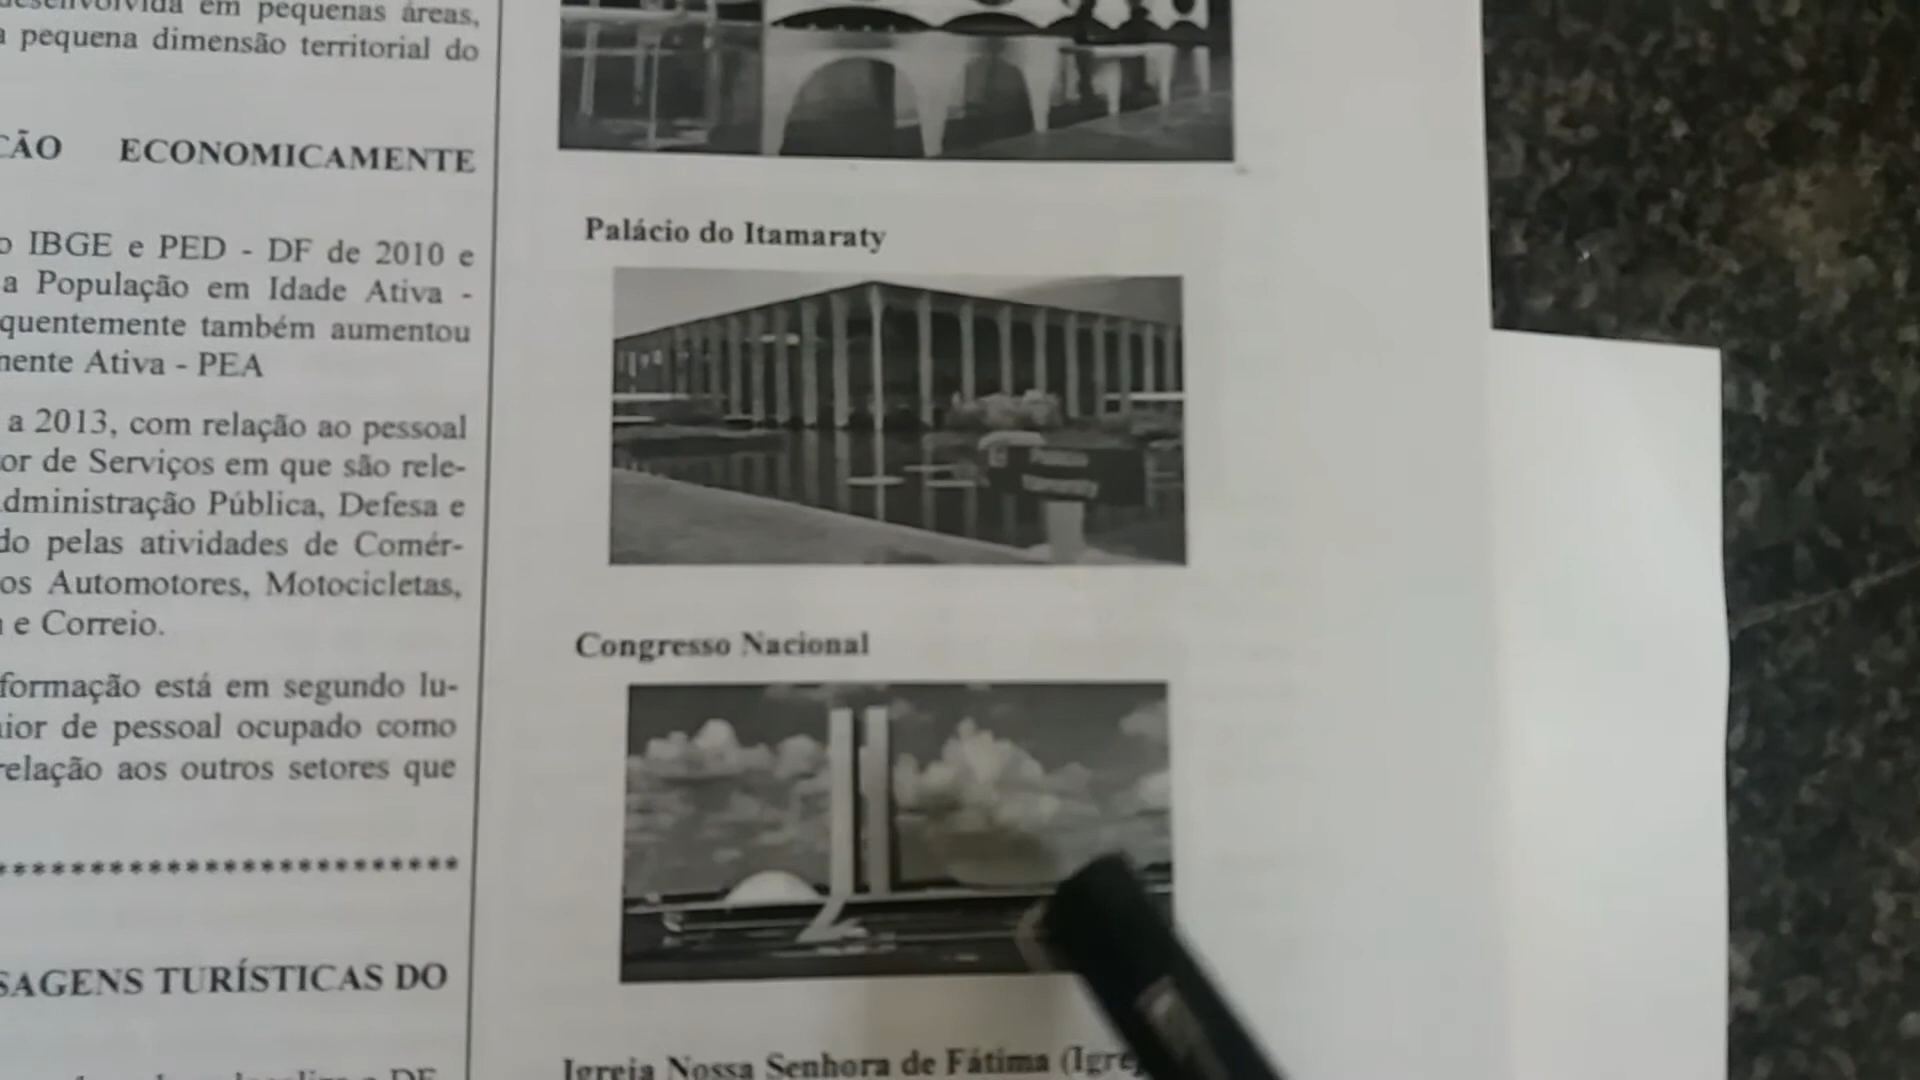 em pequenas áreas,
pequena dimensão territorial do
ECONOMICAMENTE
IBGE e PED - DF de 2010 e
a População em Idade Ativa -
quentemente também aumentou
mente Ativa - PEA
a 2013, com relação ao pessoal
or de Serviços em que são rele-
dministração Pública, Defesa e
do pelas atividades de Comér-
os Automotores, Motocicletas,
e Correio.
formação está em segundo lu-
ior de pessoal ocupado como
relação aos outros setores que
**************************
SAGENS TURÍSTICAS DO
DF
Palácio do Itamaraty
Congresso Nacional
Igreja Nossa Senhora de Fátima (Igre